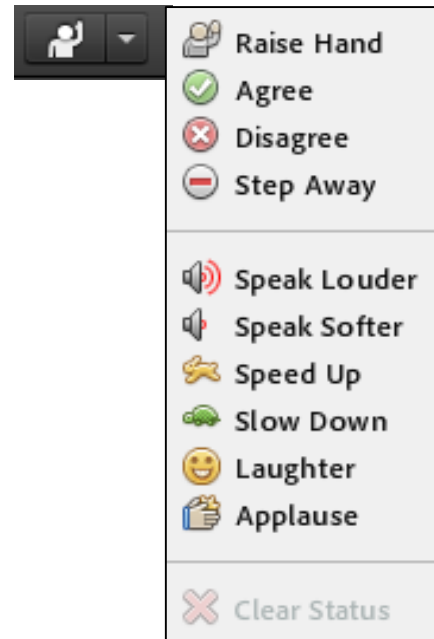 Raise Hand
Agree
Disagree
Step Away
Speak Louder
Speak Softer
Speed Up
Slow Down
Laughter
Applause
Clear Status